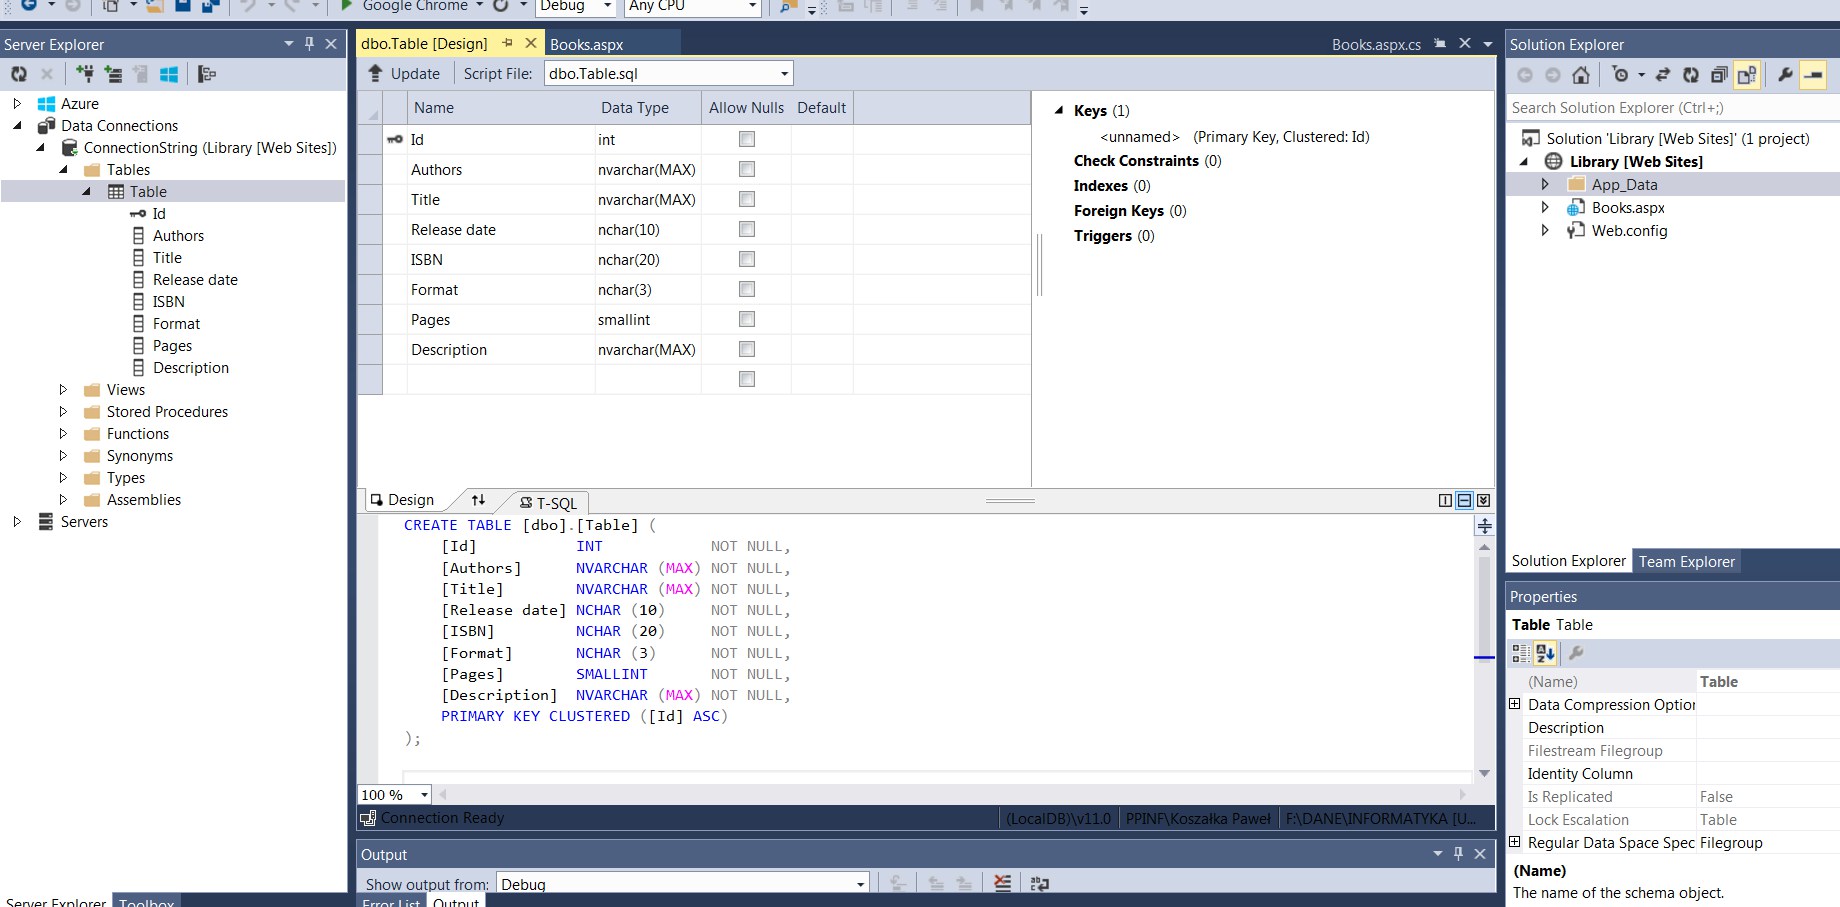 Google Chrome
Debug
Any CPU
Server Explorer
Azure
Data Connections
ConnectionString (Library [Web Sites])
Tables
Table
Id
Authors
Title
Release date
ISBN
Format
Pages
Description
Views
Stored Procedures
Functions
Synonyms
Types
Assemblies
Servers
Server Explorer
Toolbox
dbo.Table [Design]
Books.aspx
Books.aspx.cs
Update
Script File:
dbo.Table.sql
Name Data Type Allow Nulls Default
Id int
Authors nvarchar(MAX)
Title nvarchar(MAX)
Release date nchar(10)
ISBN nchar(20)
Format nchar(3)
Pages smallint
Description nvarchar(MAX)
Keys (1)
<unnamed> (Primary Key, Clustered: Id)
Check Constraints (0)
Indexes (0)
Foreign Keys (0)
Triggers (0)
Design
T-SQL
CREATE TABLE [dbo].[Table] (
[Id] INT NOT NULL,
[Authors] NVARCHAR (MAX) NOT NULL,
[Title] NVARCHAR (MAX) NOT NULL,
[Release date] NCHAR (10) NOT NULL,
[ISBN] NCHAR (20) NOT NULL,
[Format] NCHAR (3) NOT NULL,
[Pages] SMALLINT NOT NULL,
[Description] NVARCHAR (MAX) NOT NULL,
PRIMARY KEY CLUSTERED ([Id] ASC)
);
100 %
Connection Ready
(LocalDB)\v11.0
PPINF\Koszałka Paweł
F:\DANE\INFORMATYKA [U...
Output
Show output from:
Debug
Error List
Output
Solution Explorer
Search Solution Explorer (Ctrl+;)
Solution 'Library [Web Sites]' (1 project)
Library [Web Sites]
App_Data
Books.aspx
Web.config
Solution Explorer
Team Explorer
Properties
Table Table
(Name) Table
Data Compression Option
Description
Filestream Filegroup
Identity Column
Is Replicated False
Lock Escalation Table
Regular Data Space Spec Filegroup
(Name)
The name of the schema object.